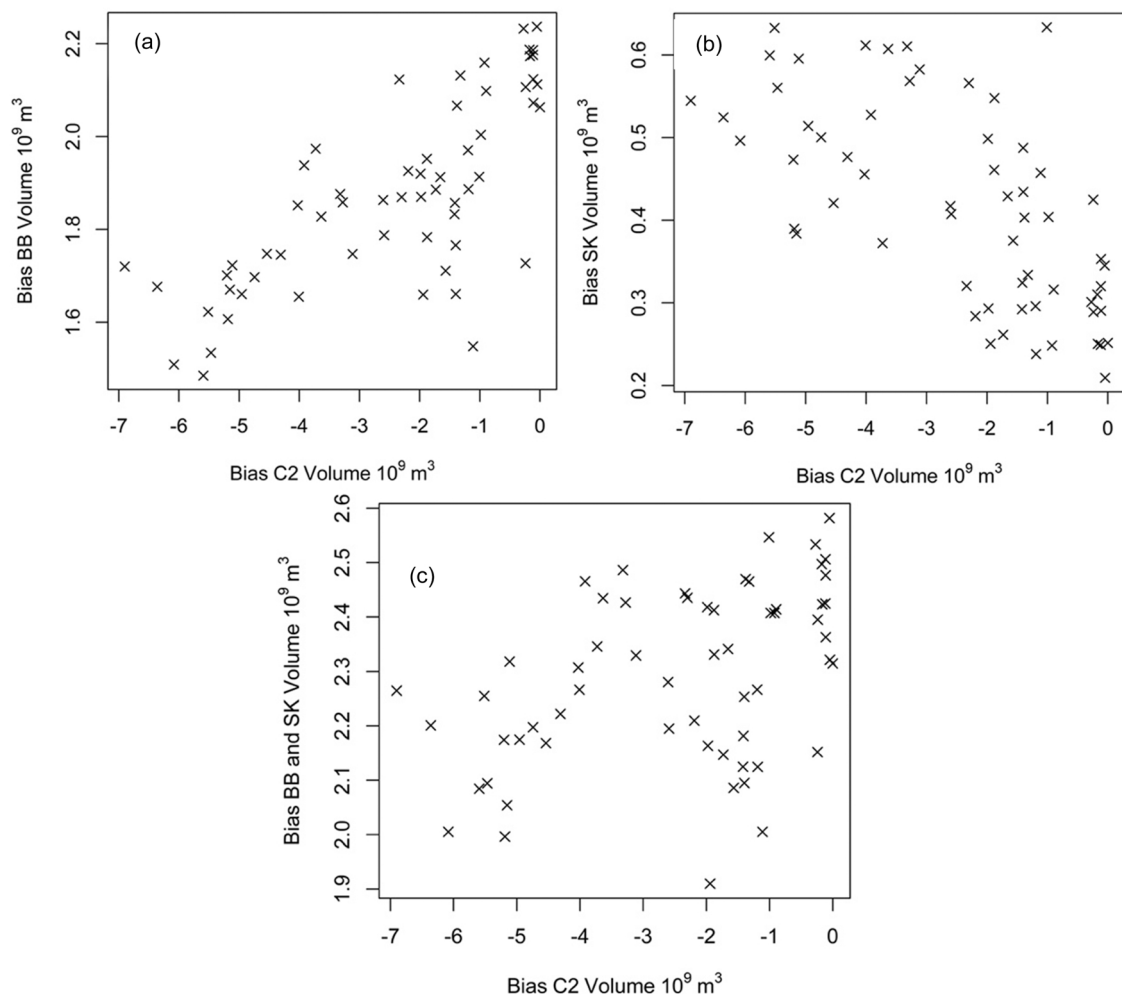 (a)
Bias BB Volume 10⁹ m³
2.2
2.0
1.8
1.6
-7 -6 -5 -4 -3 -2 -1 0
Bias C2 Volume 10⁹ m³
(b)
Bias SK Volume 10⁹ m³
0.6
0.5
0.4
0.3
0.2
-7 -6 -5 -4 -3 -2 -1 0
Bias C2 Volume 10⁹ m³
(c)
Bias BB and SK Volume 10⁹ m³
2.6
2.5
2.4
2.3
2.2
2.1
2.0
1.9
-7 -6 -5 -4 -3 -2 -1 0
Bias C2 Volume 10⁹ m³